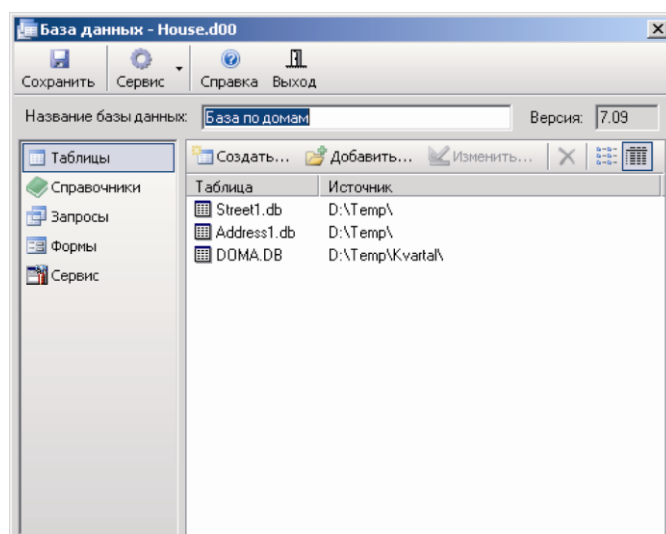 База данных - House.d00
Сохранить Сервис Справка Выход
Название базы данных: База по домам Версия: 7.09
Таблицы
Справочники
Запросы
Формы
Сервис
Создать... Добавить... Изменить...
Таблица Источник
Street1.db D:\Temp\
Address1.db D:\Temp\
DOMA.DB D:\Temp\Kvartal\